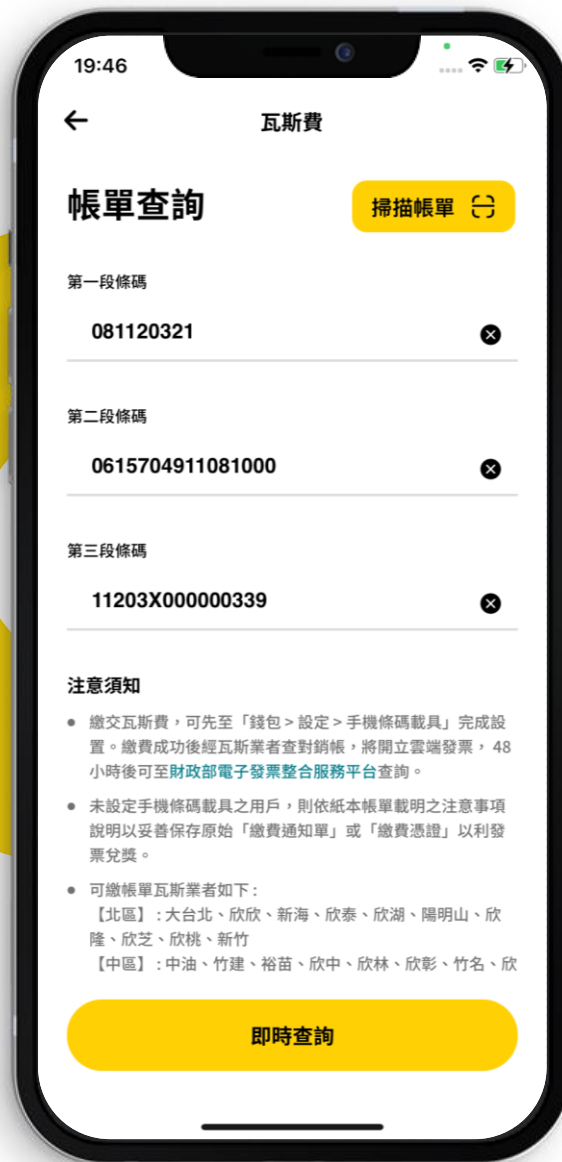 19:46
瓦斯費
帳單查詢
掃描帳單
第一段條碼
081120321
第二段條碼
0615704911081000
第三段條碼
11203X000000339
注意須知
● 繳交瓦斯費，可先至「錢包 > 設定 > 手機條碼載具」完成設
置。繳費成功後經瓦斯業者查對銷帳，將開立雲端發票， 48
小時後可至財政部電子發票整合服務平台查詢。
● 未設定手機條碼載具之用戶，則依紙本帳單載明之注意事項
說明以妥善保存原始「繳費通知單」或「繳費憑證」以利發
票兌獎。
● 可繳帳單瓦斯業者如下 :
【北區】 : 大台北、欣欣、新海、欣泰、欣湖、陽明山、欣
隆、欣芝、欣桃、新竹
【中區】 : 中油、竹建、裕苗、欣中、欣林、欣彰、竹名、欣
即時查詢